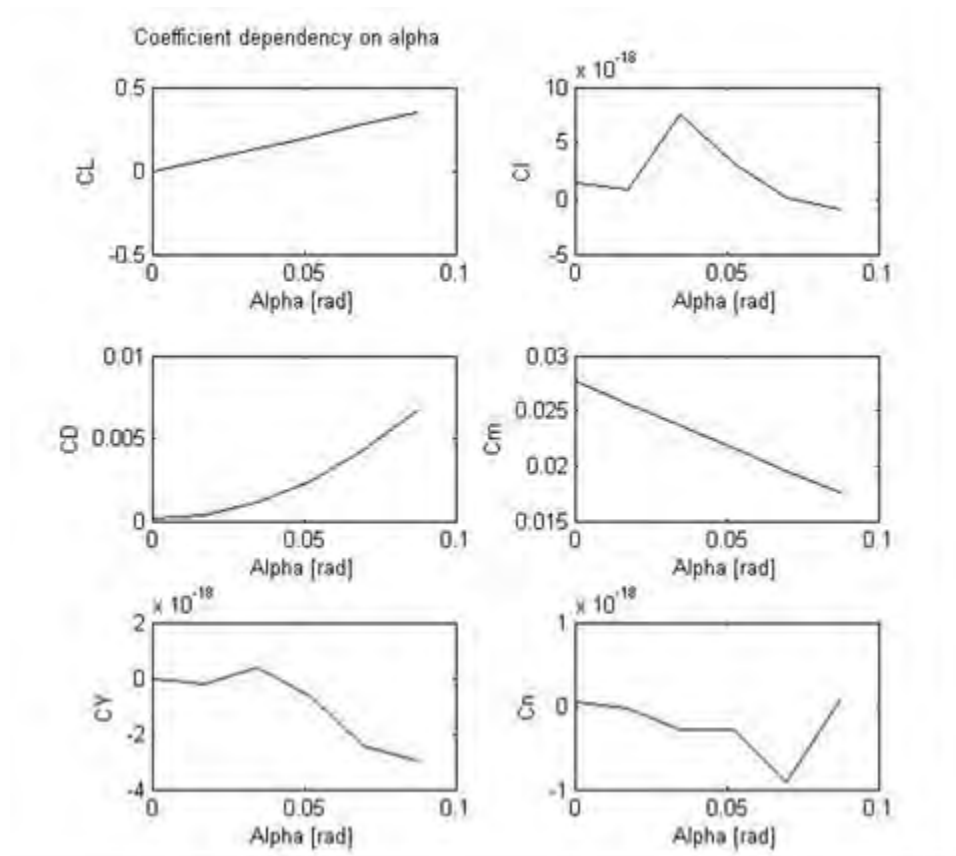 Coefficient dependency on alpha
0.5
0
-0.5
CL
0 0.05 0.1
Alpha [rad]
x 10^-18
10
5
0
-5
Cl
0 0.05 0.1
Alpha [rad]
0.01
0.005
0
CD
0 0.05 0.1
Alpha [rad]
0.03
0.025
0.02
0.015
Cm
0 0.05 0.1
Alpha [rad]
x 10^-18
2
0
-2
-4
CY
0 0.05 0.1
Alpha [rad]
x 10^-18
1
0
-1
Cn
0 0.05 0.1
Alpha [rad]